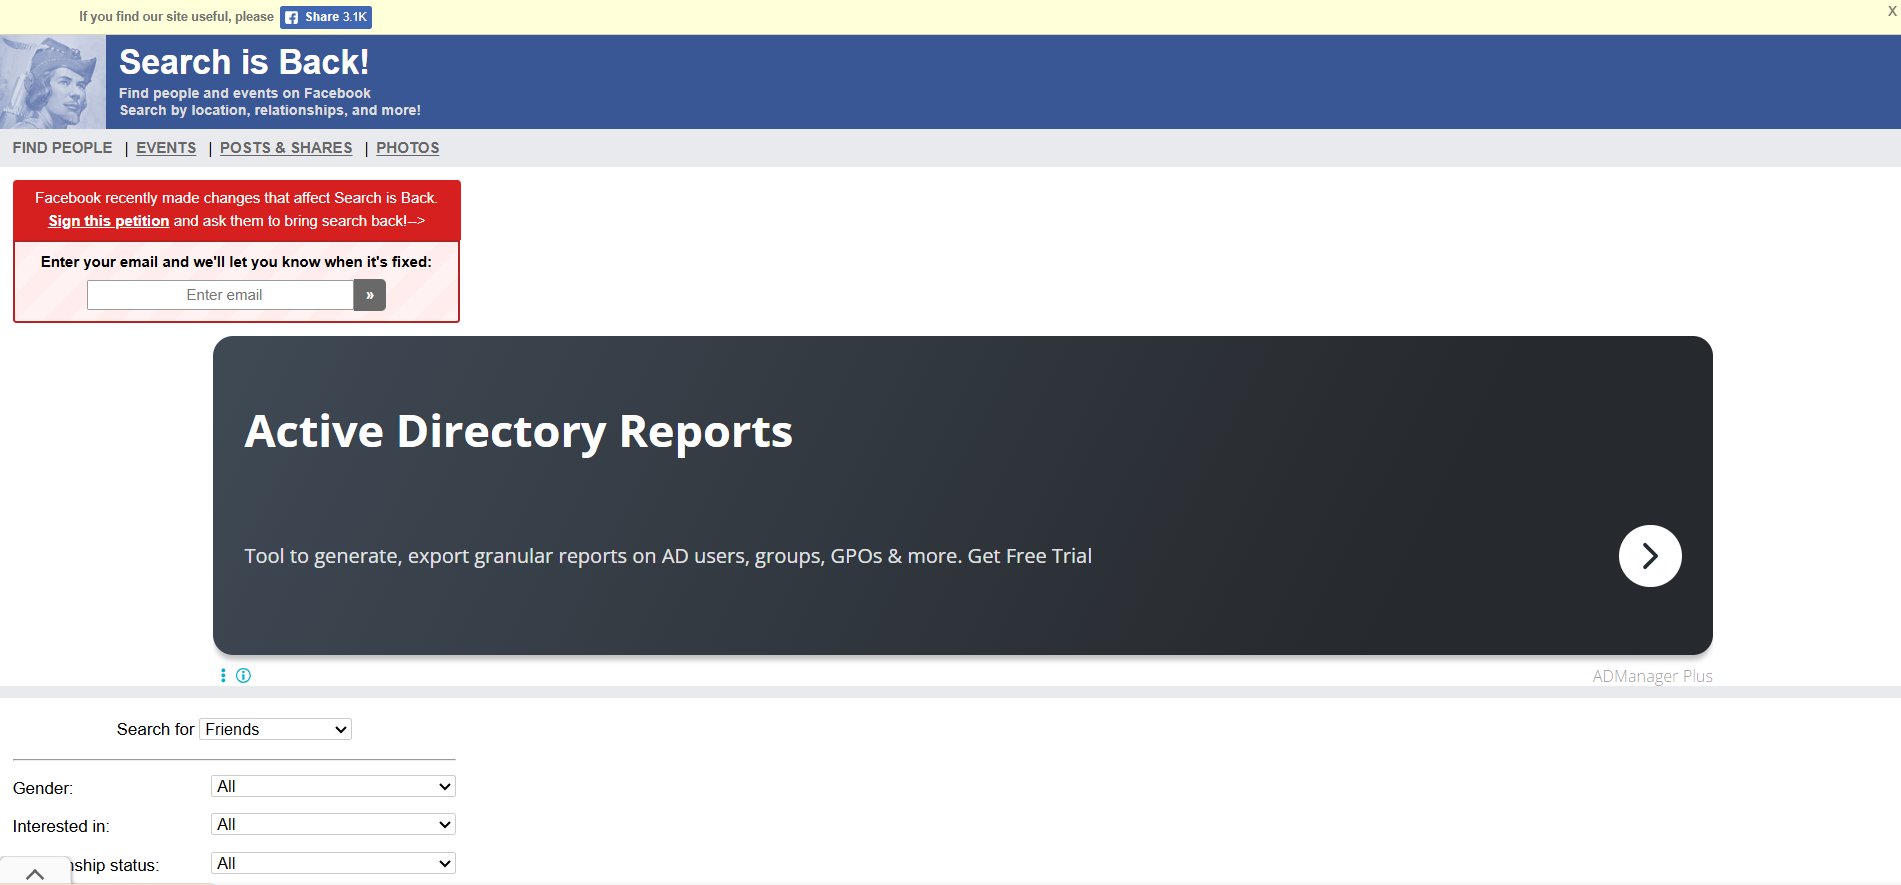 If you find our site useful, please Share 3.1K
X
Search is Back!
Find people and events on Facebook
Search by location, relationships, and more!
FIND PEOPLE | EVENTS | POSTS & SHARES | PHOTOS
Facebook recently made changes that affect Search is Back.
Sign this petition and ask them to bring search back!-->
Enter your email and we'll let you know when it's fixed:
Enter email »
Active Directory Reports
Tool to generate, export granular reports on AD users, groups, GPOs & more. Get Free Trial
ADManager Plus
Search for Friends
Gender: All
Interested in: All
status: All